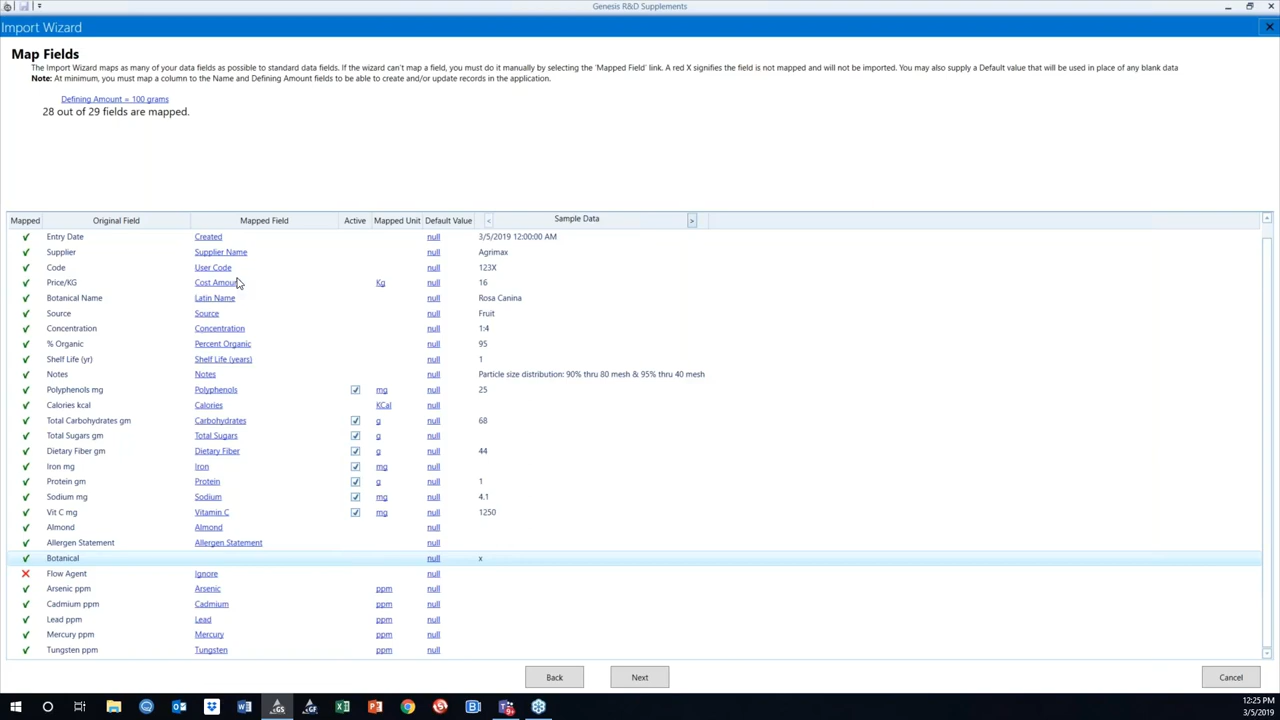 Genesis R&D Supplements
Import Wizard
Map Fields
The Import Wizard maps as many of your data fields as possible to standard data fields. If the wizard can't map a field, you must do it manually by selecting the 'Mapped Field' link. A red X signifies the field is not mapped and will not be imported. You may also supply a Default value that will be used in place of any blank data
Note: At minimum, you must map a column to the Name and Defining Amount fields to be able to create and/or update records in the application.
Defining Amount = 100 grams
28 out of 29 fields are mapped.
Mapped Original Field Mapped Field Active Mapped Unit Default Value < Sample Data >
Entry Date Created null 3/5/2019 12:00:00 AM
Supplier Supplier Name null Agrimax
Code User Code null 123X
Price/KG Cost Amount Kg null 16
Botanical Name Latin Name null Rosa Canina
Source Source null Fruit
Concentration Concentration null 1:4
% Organic Percent Organic null 95
Shelf Life (yr) Shelf Life (years) null 1
Notes Notes null Particle size distribution: 90% thru 80 mesh & 95% thru 40 mesh
Polyphenols mg Polyphenols mg null 25
Calories kcal Calories KCal null
Total Carbohydrates gm Carbohydrates g null 68
Total Sugars gm Total Sugars g null
Dietary Fiber gm Dietary Fiber g null 44
Iron mg Iron mg null
Protein gm Protein g null 1
Sodium mg Sodium mg null 4.1
Vit C mg Vitamin C mg null 1250
Almond Almond null
Allergen Statement Allergen Statement null
Botanical null x
Flow Agent Ignore null
Arsenic ppm Arsenic ppm null
Cadmium ppm Cadmium ppm null
Lead ppm Lead ppm null
Mercury ppm Mercury ppm null
Tungsten ppm Tungsten ppm null
Back Next Cancel
12:25 PM
3/5/2019